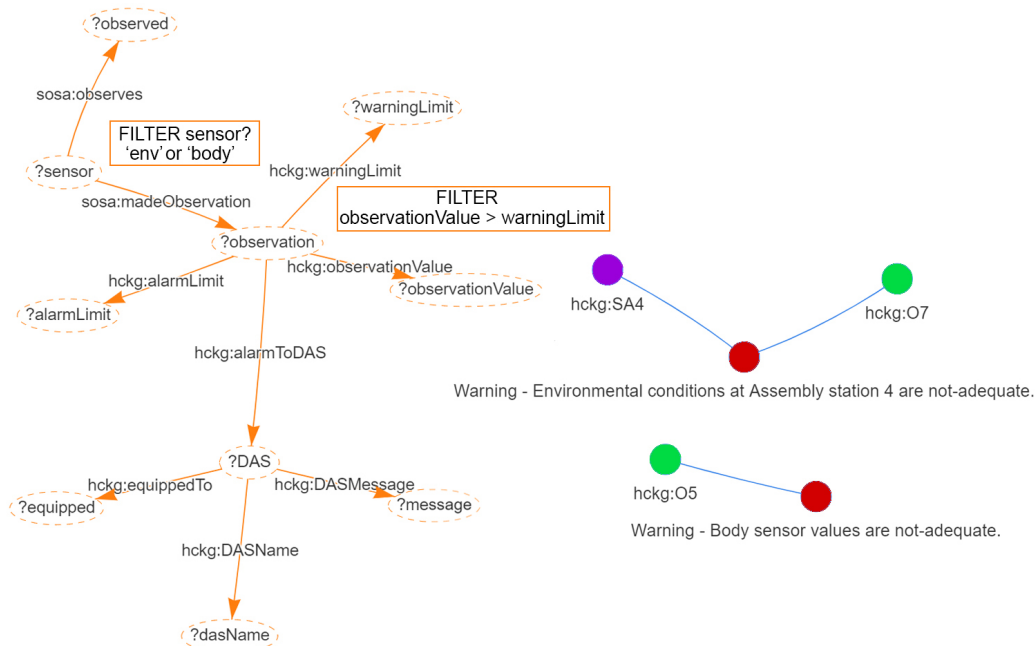 ?observed
sosa:observes
?warningLimit
FILTER sensor?
‘env’ or ‘body’
?sensor
hckg:warningLimit
sosa:madeObservation
FILTER
observationValue > warningLimit
?observation
hckg:observationValue
hckg:alarmLimit
?observationValue
?alarmLimit
hckg:SA4
hckg:O7
hckg:alarmToDAS
Warning - Environmental conditions at Assembly station 4 are not-adequate.
?DAS
hckg:equippedTo
hckg:DASMessage
?equipped
?message
hckg:O5
Warning - Body sensor values are not-adequate.
hckg:DASName
?dasName